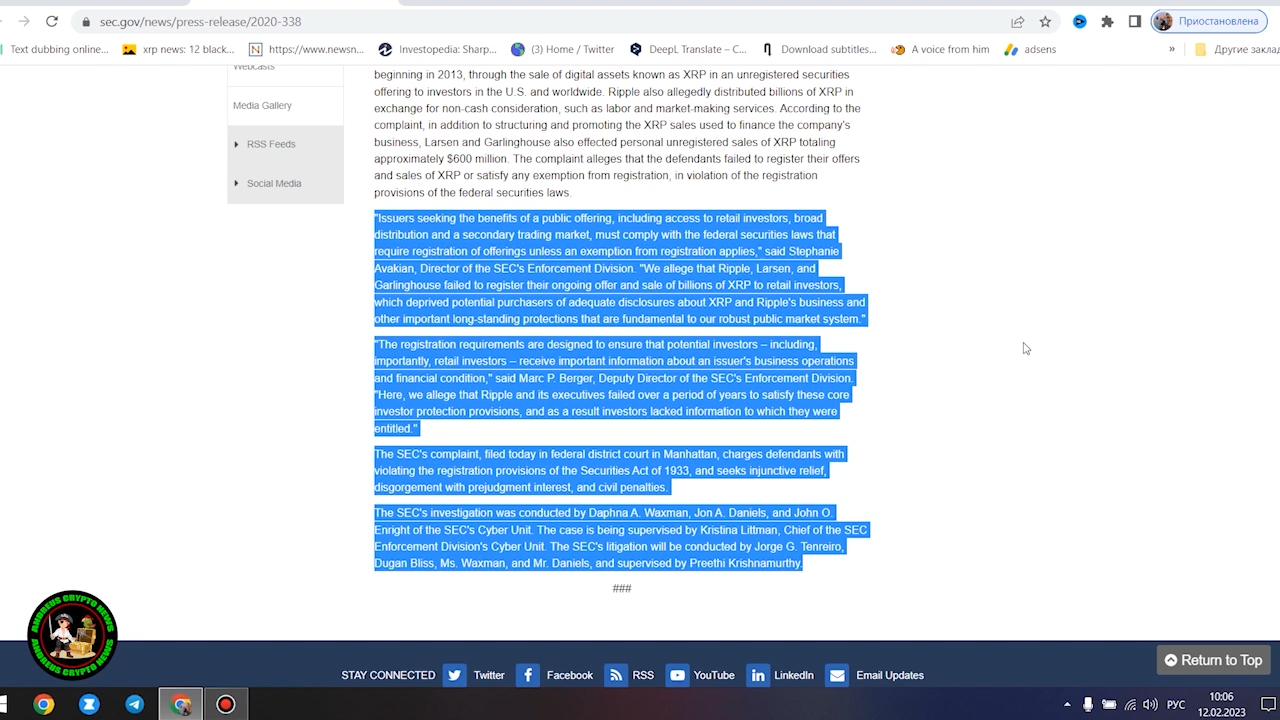 sec.gov/news/press-release/2020-338
Приостановлена
Text dubbing online...
xrp news: 12 black...
https://www.newsn...
Investopedia: Sharp...
(3) Home / Twitter
DeepL Translate – C...
Download subtitles...
A voice from him
adsens
»
Другие заклад
Webcasts
Media Gallery
RSS Feeds
Social Media
beginning in 2013, through the sale of digital assets known as XRP in an unregistered securities
offering to investors in the U.S. and worldwide. Ripple also allegedly distributed billions of XRP in
exchange for non-cash consideration, such as labor and market-making services. According to the
complaint, in addition to structuring and promoting the XRP sales used to finance the company's
business, Larsen and Garlinghouse also effected personal unregistered sales of XRP totaling
approximately $600 million. The complaint alleges that the defendants failed to register their offers
and sales of XRP or satisfy any exemption from registration, in violation of the registration
provisions of the federal securities laws.
"Issuers seeking the benefits of a public offering, including access to retail investors, broad
distribution and a secondary trading market, must comply with the federal securities laws that
require registration of offerings unless an exemption from registration applies," said Stephanie
Avakian, Director of the SEC's Enforcement Division. "We allege that Ripple, Larsen, and
Garlinghouse failed to register their ongoing offer and sale of billions of XRP to retail investors,
which deprived potential purchasers of adequate disclosures about XRP and Ripple's business and
other important long-standing protections that are fundamental to our robust public market system."
"The registration requirements are designed to ensure that potential investors – including,
importantly, retail investors – receive important information about an issuer's business operations
and financial condition," said Marc P. Berger, Deputy Director of the SEC's Enforcement Division.
"Here, we allege that Ripple and its executives failed over a period of years to satisfy these core
investor protection provisions, and as a result investors lacked information to which they were
entitled."
The SEC's complaint, filed today in federal district court in Manhattan, charges defendants with
violating the registration provisions of the Securities Act of 1933, and seeks injunctive relief,
disgorgement with prejudgment interest, and civil penalties.
The SEC's investigation was conducted by Daphna A. Waxman, Jon A. Daniels, and John O.
Enright of the SEC's Cyber Unit. The case is being supervised by Kristina Littman, Chief of the SEC
Enforcement Division's Cyber Unit. The SEC's litigation will be conducted by Jorge G. Tenreiro,
Dugan Bliss, Ms. Waxman, and Mr. Daniels, and supervised by Preethi Krishnamurthy.
###
ANDREUS CRYPTO NEWS
ANDREUS CRYPTO NEWS
Return to Top
STAY CONNECTED
Twitter
Facebook
RSS
YouTube
LinkedIn
Email Updates
РУС
10:06
12.02.2023